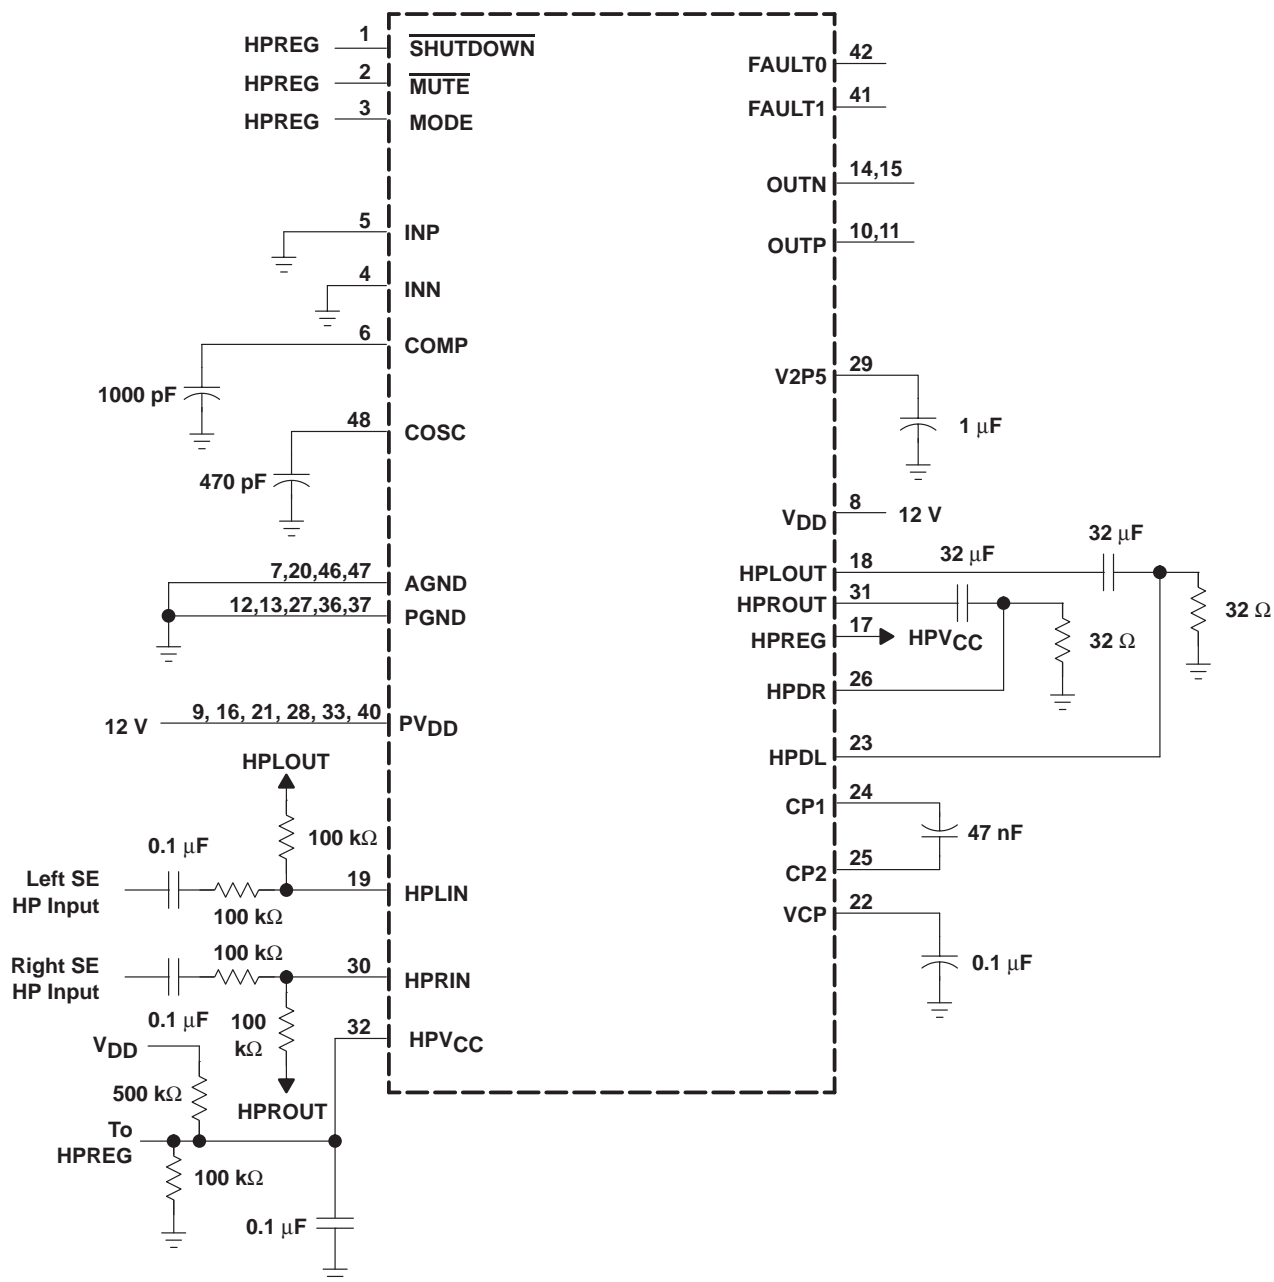 HPREG 1 SHUTDOWN
HPREG 2 MUTE
HPREG 3 MODE
5 INP
4 INN
6 COMP
1000 pF
48 COSC
470 pF
7,20,46,47 AGND
12,13,27,36,37 PGND
12 V 9, 16, 21, 28, 33, 40 PVDD
HPLOUT
100 kΩ
0.1 μF
Left SE
HP Input
100 kΩ
19 HPLIN
100 kΩ
Right SE
HP Input
0.1 μF
30 HPRIN
100
kΩ
HPROUT
32 HPVCC
VDD
500 kΩ
To
HPREG
100 kΩ
0.1 μF
FAULT0 42
FAULT1 41
OUTN 14,15
OUTP 10,11
V2P5 29
1 μF
VDD 8 12 V
HPLOUT 18
32 μF
32 μF
32 Ω
HPROUT 31
32 Ω
HPREG 17 HPVCC
HPDR 26
HPDL 23
CP1 24
47 nF
CP2 25
VCP 22
0.1 μF